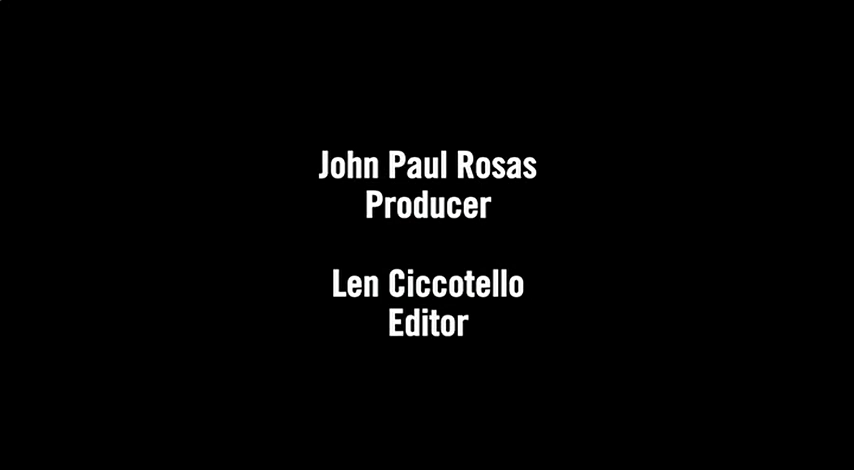 John Paul Rosas
Producer
Len Ciccotello
Editor